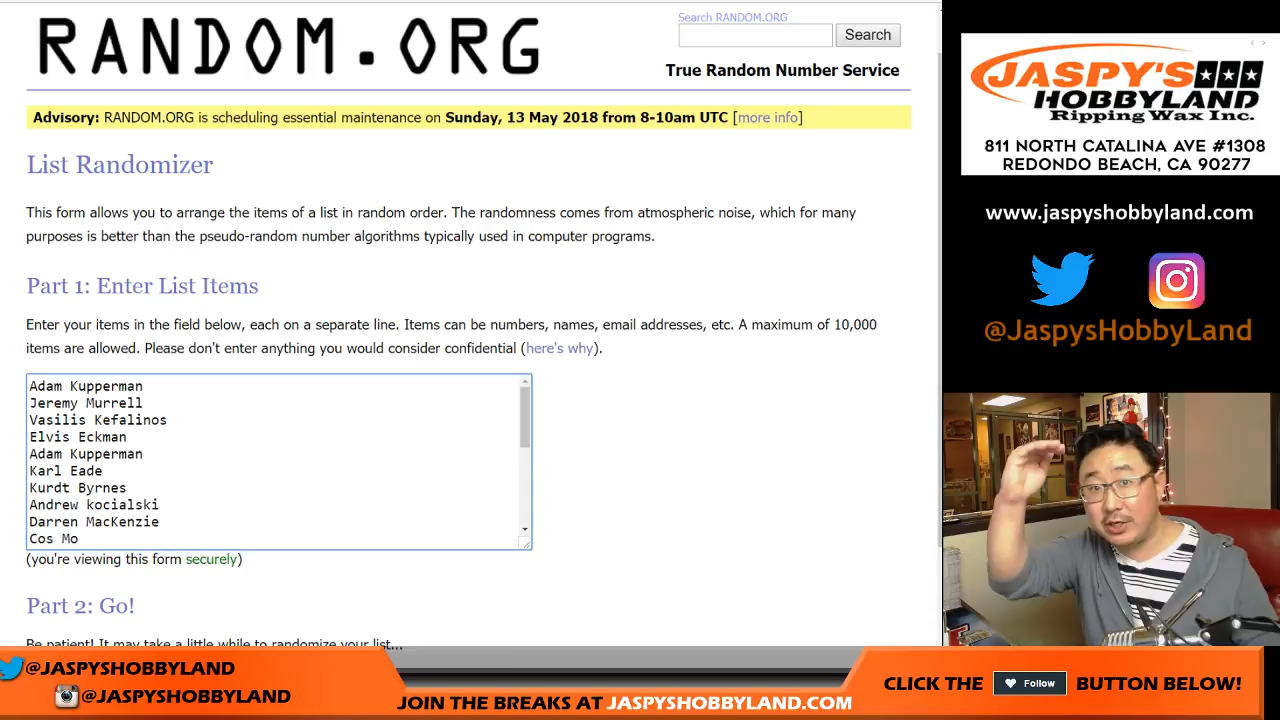 RANDOM.ORG
Search RANDOM.ORG
Search
True Random Number Service
Advisory: RANDOM.ORG is scheduling essential maintenance on Sunday, 13 May 2018 from 8-10am UTC [more info]
List Randomizer
This form allows you to arrange the items of a list in random order. The randomness comes from atmospheric noise, which for many
purposes is better than the pseudo-random number algorithms typically used in computer programs.
Part 1: Enter List Items
Enter your items in the field below, each on a separate line. Items can be numbers, names, email addresses, etc. A maximum of 10,000
items are allowed. Please don't enter anything you would consider confidential (here's why).
Adam Kupperman
Jeremy Murrell
Vasilis Kefalinos
Elvis Eckman
Adam Kupperman
Karl Eade
Kurdt Byrnes
Andrew kocialski
Darren MacKenzie
Cos Mo
(you're viewing this form securely)
Part 2: Go!
Be patient! It may take a little while to randomize your list...
JASPY'S
HOBBYLAND
Ripping Wax Inc.
811 NORTH CATALINA AVE #1308
REDONDO BEACH, CA 90277
www.jaspyshobbyland.com
@JaspysHobbyLand
@JASPYSHOBBYLAND
@JASPYSHOBBYLAND
JOIN THE BREAKS AT JASPYSHOBBYLAND.COM
CLICK THE Follow BUTTON BELOW!